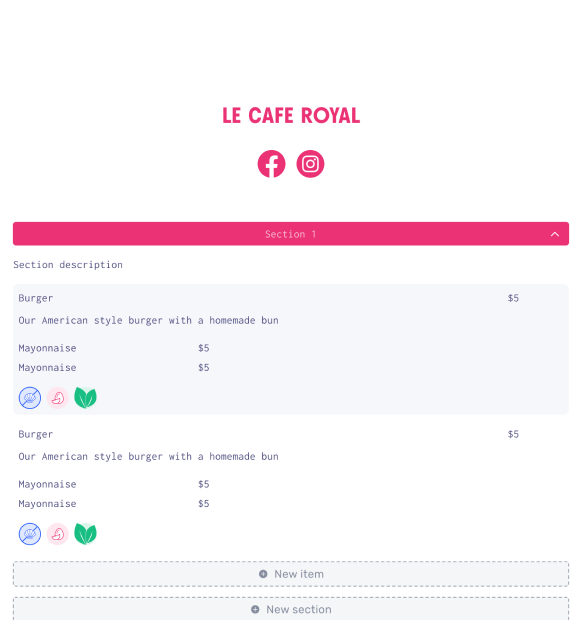 LE CAFE ROYAL
Section 1
Section description
Burger $5
Our American style burger with a homemade bun
Mayonnaise $5
Mayonnaise $5
Burger $5
Our American style burger with a homemade bun
Mayonnaise $5
Mayonnaise $5
New item
New section